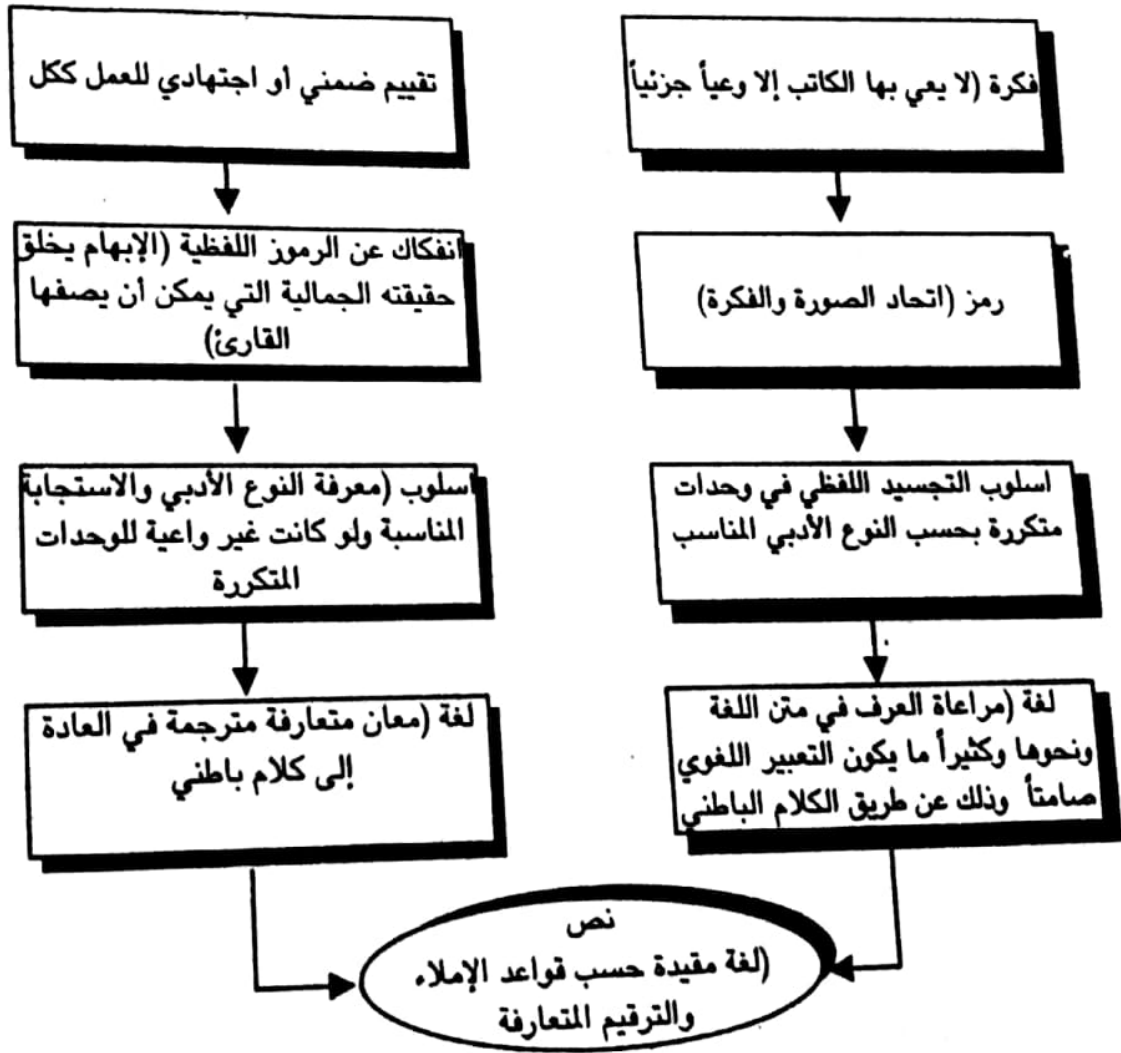 فكرة (لا يعي بها الكاتب إلا وعياً جزئياً
رمز (اتحاد الصورة والفكرة)
اسلوب التجسيد اللفظي في وحدات
متكررة بحسب النوع الأدبي المناسب
لغة (مراعاة العرف في متن اللغة
ونحوها وكثيراً ما يكون التعبير اللغوي
صامتاً وذلك عن طريق الكلام الباطني
تقييم ضمني أو اجتهادي للعمل ككل
انفكاك عن الرموز اللفظية (الإبهام يخلق
حقيقته الجمالية التي يمكن أن يصفها
القارئ)
اسلوب (معرفة النوع الأدبي والاستجابة
المناسبة ولو كانت غير واعية للوحدات
المتكررة
لغة (معان متعارفة مترجمة في العادة
إلى كلام باطني
نص
(لغة مقيدة حسب قواعد الإملاء
والترقيم المتعارفة